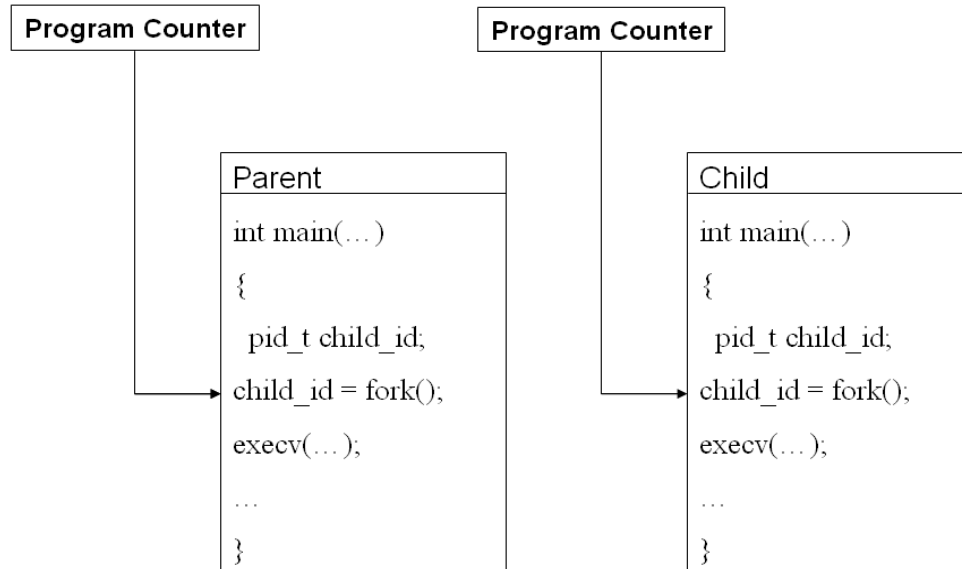 Program Counter
Program Counter
Parent
int main(…)
{
pid_t child_id;
child_id = fork();
execv(…);
…
}
Child
int main(…)
{
pid_t child_id;
child_id = fork();
execv(…);
…
}